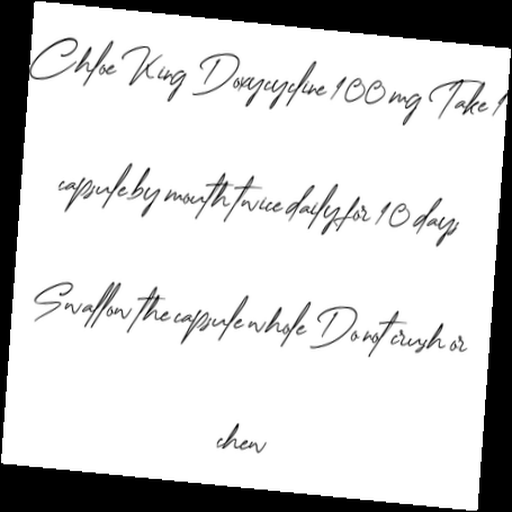 Chloe King Doxycycline 100 mg Take 1
capsule by mouth twice daily for 10 days
Swallow the capsule whole Do not crush or
chew